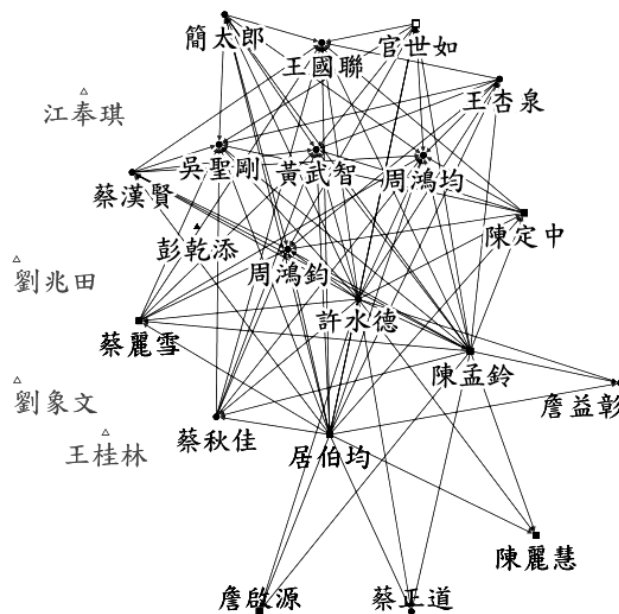 簡太郎
王國聯
官世如
王杏泉
江奉琪
吳聖剛
黃武智
周鴻均
蔡漢賢
陳定中
彭乾添
周鴻鈞
劉兆田
許水德
蔡麗雪
陳孟鈴
劉象文
詹益彰
王桂林
蔡秋佳
居伯均
陳麗慧
詹啟源
蔡正道